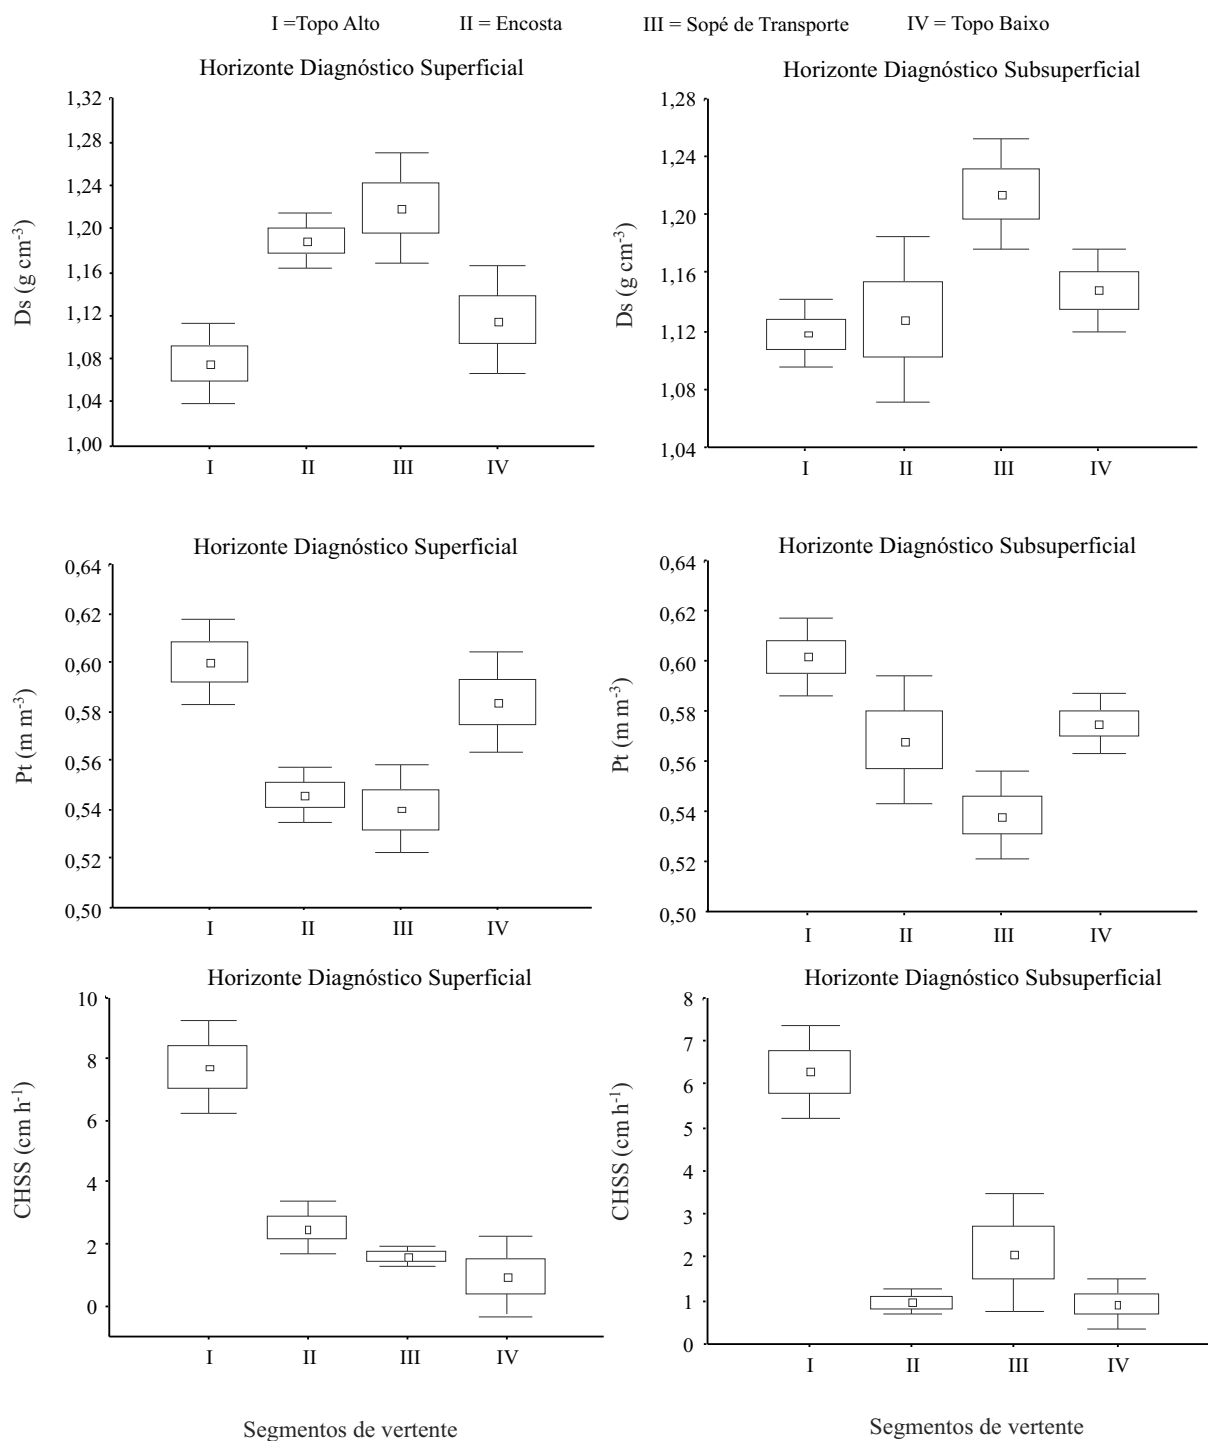 I =Topo Alto II = Encosta III = Sopé de Transporte IV = Topo Baixo
Horizonte Diagnóstico Superficial
1,32
1,28
1,24
1,20
1,16
1,12
1,08
1,04
1,00
Ds (g cm-3)
I II III IV
Horizonte Diagnóstico Subsuperficial
1,28
1,24
1,20
1,16
1,12
1,08
1,04
Ds (g cm-3)
I II III IV
Horizonte Diagnóstico Superficial
0,64
0,62
0,60
0,58
0,56
0,54
0,52
0,50
Pt (m m-3)
I II III IV
Horizonte Diagnóstico Subsuperficial
0,64
0,62
0,60
0,58
0,56
0,54
0,52
0,50
Pt (m m-3)
I II III IV
Horizonte Diagnóstico Superficial
10
8
6
4
2
0
CHSS (cm h-1)
I II III IV
Segmentos de vertente
Horizonte Diagnóstico Subsuperficial
8
7
6
5
4
3
2
1
0
CHSS (cm h-1)
I II III IV
Segmentos de vertente